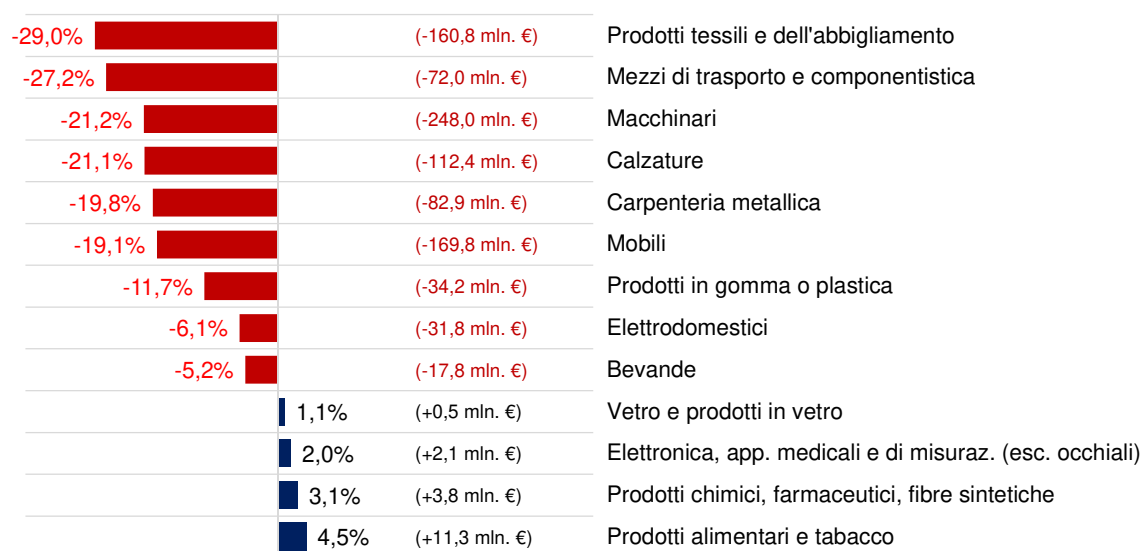 -29,0% (-160,8 mln. €) Prodotti tessili e dell'abbigliamento
-27,2% (-72,0 mln. €) Mezzi di trasporto e componentistica
-21,2% (-248,0 mln. €) Macchinari
-21,1% (-112,4 mln. €) Calzature
-19,8% (-82,9 mln. €) Carpenteria metallica
-19,1% (-169,8 mln. €) Mobili
-11,7% (-34,2 mln. €) Prodotti in gomma o plastica
-6,1% (-31,8 mln. €) Elettrodomestici
-5,2% (-17,8 mln. €) Bevande
1,1% (+0,5 mln. €) Vetro e prodotti in vetro
2,0% (+2,1 mln. €) Elettronica, app. medicali e di misuraz. (esc. occhiali)
3,1% (+3,8 mln. €) Prodotti chimici, farmaceutici, fibre sintetiche
4,5% (+11,3 mln. €) Prodotti alimentari e tabacco